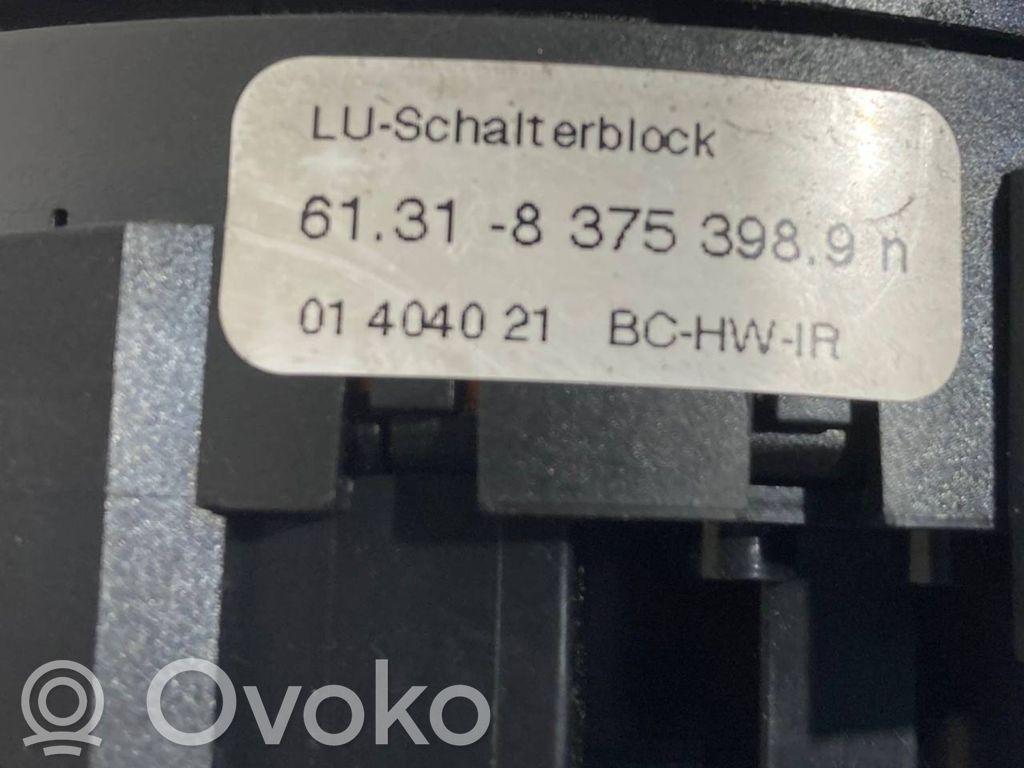 LU-Schalterblock
61.31 -8 375 398.9 n
01 4040 21 BC-HW-IR
Ovoko